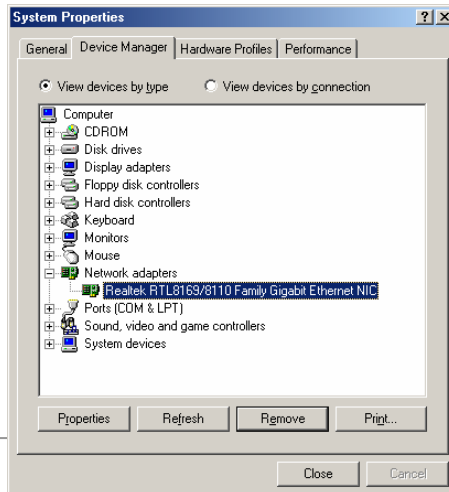 System Properties
General Device Manager Hardware Profiles Performance
View devices by type View devices by connection
Computer
CDROM
Disk drives
Display adapters
Floppy disk controllers
Hard disk controllers
Keyboard
Monitors
Mouse
Network adapters
Realtek RTL8169/8110 Family Gigabit Ethernet NIC
Ports (COM & LPT)
Sound, video and game controllers
System devices
Properties Refresh Remove Print...
Close Cancel